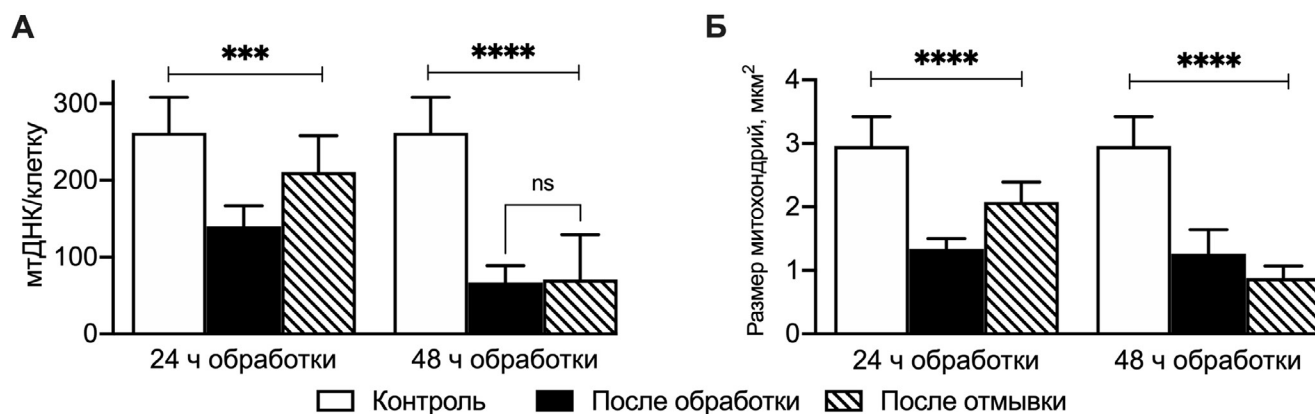 А
мтДНК/клетку
300
200
100
0
***
****
ns
24 ч обработки
48 ч обработки
Б
Размер митохондрий, мкм²
4
3
2
1
0
****
****
24 ч обработки
48 ч обработки
Контроль
После обработки
После отмывки